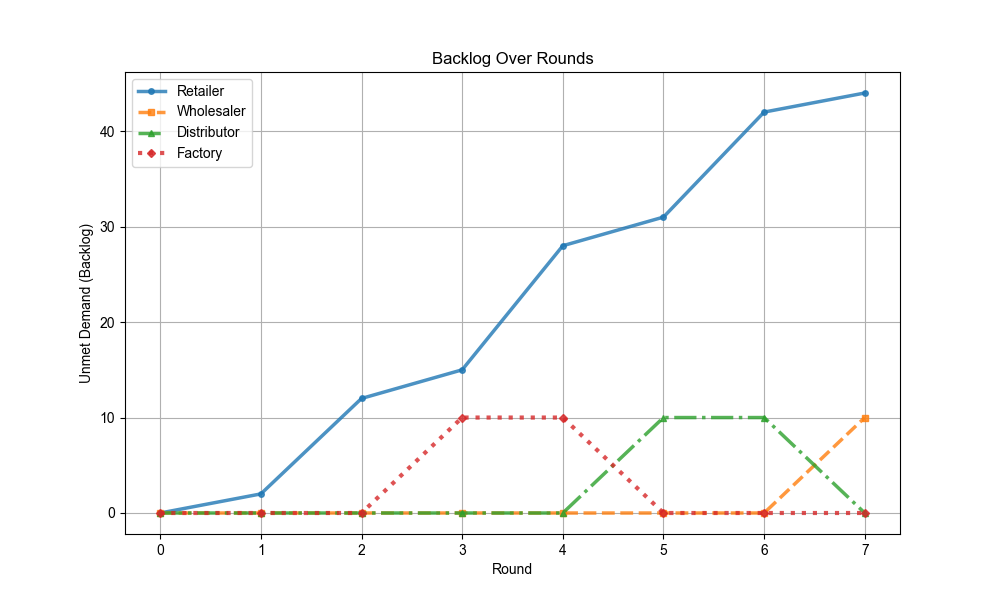 Backlog Over Rounds
Retailer
Wholesaler
Distributor
Factory
Unmet Demand (Backlog)
40
30
20
10
0
0 1 2 3 4 5 6 7
Round